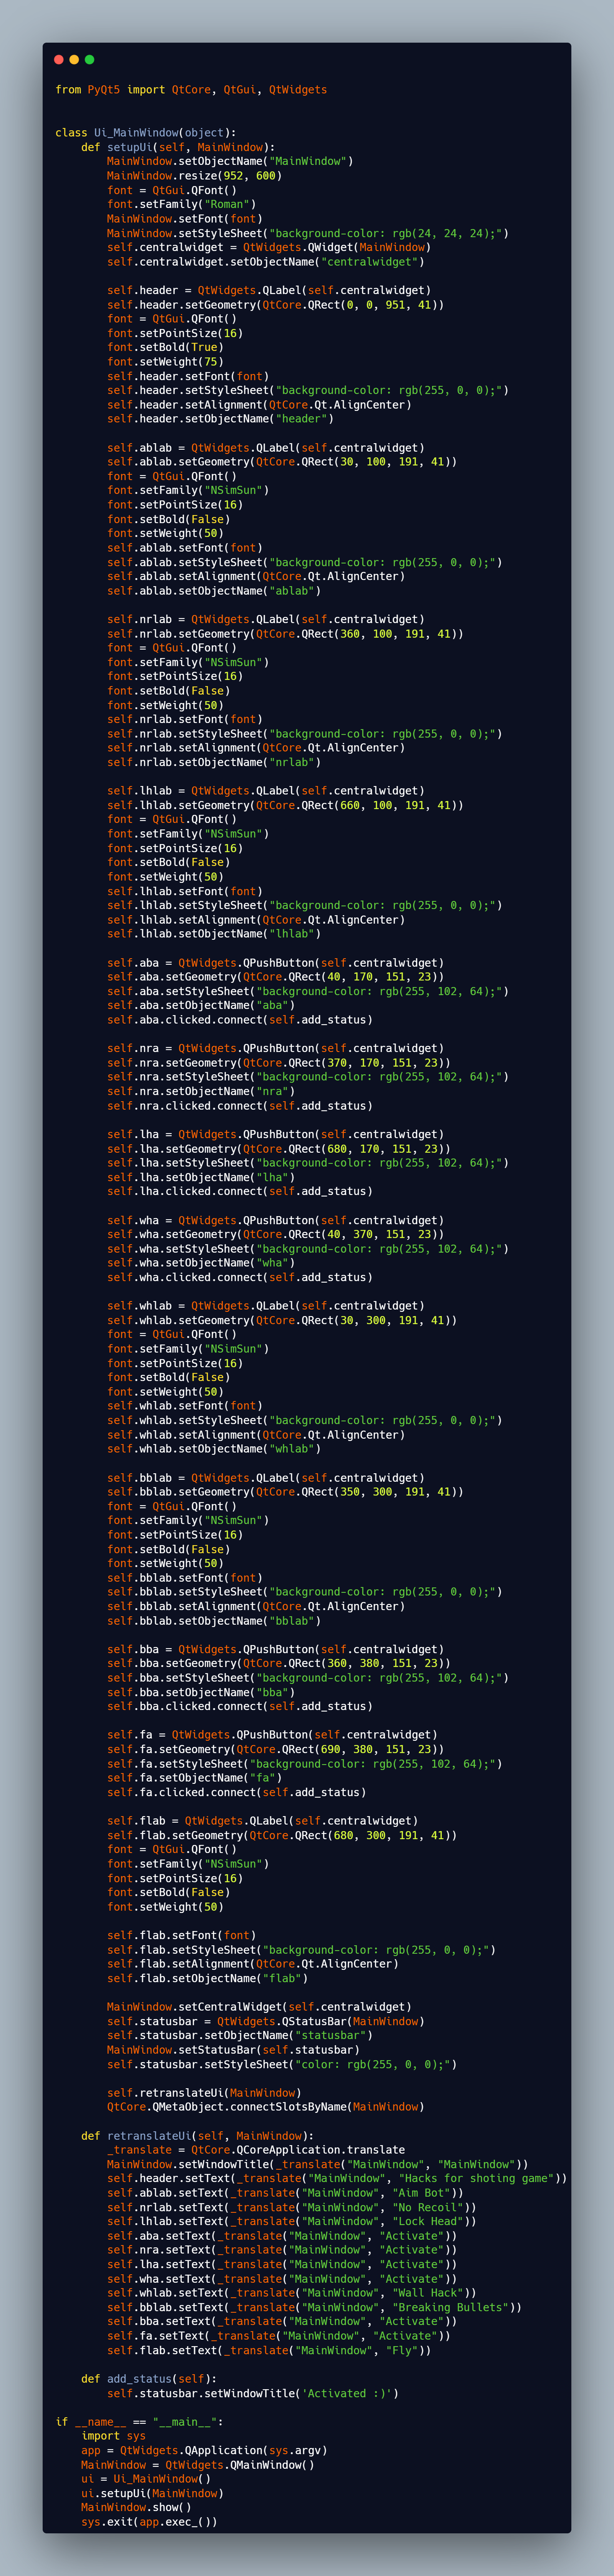 from PyQt5 import QtCore, QtGui, QtWidgets


class Ui_MainWindow(object):
    def setupUi(self, MainWindow):
        MainWindow.setObjectName("MainWindow")
        MainWindow.resize(952, 600)
        font = QtGui.QFont()
        font.setFamily("Roman")
        MainWindow.setFont(font)
        MainWindow.setStyleSheet("background-color: rgb(24, 24, 24);")
        self.centralwidget = QtWidgets.QWidget(MainWindow)
        self.centralwidget.setObjectName("centralwidget")

        self.header = QtWidgets.QLabel(self.centralwidget)
        self.header.setGeometry(QtCore.QRect(0, 0, 951, 41))
        font = QtGui.QFont()
        font.setPointSize(16)
        font.setBold(True)
        font.setWeight(75)
        self.header.setFont(font)
        self.header.setStyleSheet("background-color: rgb(255, 0, 0);")
        self.header.setAlignment(QtCore.Qt.AlignCenter)
        self.header.setObjectName("header")

        self.ablab = QtWidgets.QLabel(self.centralwidget)
        self.ablab.setGeometry(QtCore.QRect(30, 100, 191, 41))
        font = QtGui.QFont()
        font.setFamily("NSimSun")
        font.setPointSize(16)
        font.setBold(False)
        font.setWeight(50)
        self.ablab.setFont(font)
        self.ablab.setStyleSheet("background-color: rgb(255, 0, 0);")
        self.ablab.setAlignment(QtCore.Qt.AlignCenter)
        self.ablab.setObjectName("ablab")

        self.nrlab = QtWidgets.QLabel(self.centralwidget)
        self.nrlab.setGeometry(QtCore.QRect(360, 100, 191, 41))
        font = QtGui.QFont()
        font.setFamily("NSimSun")
        font.setPointSize(16)
        font.setBold(False)
        font.setWeight(50)
        self.nrlab.setFont(font)
        self.nrlab.setStyleSheet("background-color: rgb(255, 0, 0);")
        self.nrlab.setAlignment(QtCore.Qt.AlignCenter)
        self.nrlab.setObjectName("nrlab")

        self.lhlab = QtWidgets.QLabel(self.centralwidget)
        self.lhlab.setGeometry(QtCore.QRect(660, 100, 191, 41))
        font = QtGui.QFont()
        font.setFamily("NSimSun")
        font.setPointSize(16)
        font.setBold(False)
        font.setWeight(50)
        self.lhlab.setFont(font)
        self.lhlab.setStyleSheet("background-color: rgb(255, 0, 0);")
        self.lhlab.setAlignment(QtCore.Qt.AlignCenter)
        self.lhlab.setObjectName("lhlab")

        self.aba = QtWidgets.QPushButton(self.centralwidget)
        self.aba.setGeometry(QtCore.QRect(40, 170, 151, 23))
        self.aba.setStyleSheet("background-color: rgb(255, 102, 64);")
        self.aba.setObjectName("aba")
        self.aba.clicked.connect(self.add_status)

        self.nra = QtWidgets.QPushButton(self.centralwidget)
        self.nra.setGeometry(QtCore.QRect(370, 170, 151, 23))
        self.nra.setStyleSheet("background-color: rgb(255, 102, 64);")
        self.nra.setObjectName("nra")
        self.nra.clicked.connect(self.add_status)

        self.lha = QtWidgets.QPushButton(self.centralwidget)
        self.lha.setGeometry(QtCore.QRect(680, 170, 151, 23))
        self.lha.setStyleSheet("background-color: rgb(255, 102, 64);")
        self.lha.setObjectName("lha")
        self.lha.clicked.connect(self.add_status)

        self.wha = QtWidgets.QPushButton(self.centralwidget)
        self.wha.setGeometry(QtCore.QRect(40, 370, 151, 23))
        self.wha.setStyleSheet("background-color: rgb(255, 102, 64);")
        self.wha.setObjectName("wha")
        self.wha.clicked.connect(self.add_status)

        self.whlab = QtWidgets.QLabel(self.centralwidget)
        self.whlab.setGeometry(QtCore.QRect(30, 300, 191, 41))
        font = QtGui.QFont()
        font.setFamily("NSimSun")
        font.setPointSize(16)
        font.setBold(False)
        font.setWeight(50)
        self.whlab.setFont(font)
        self.whlab.setStyleSheet("background-color: rgb(255, 0, 0);")
        self.whlab.setAlignment(QtCore.Qt.AlignCenter)
        self.whlab.setObjectName("whlab")

        self.bblab = QtWidgets.QLabel(self.centralwidget)
        self.bblab.setGeometry(QtCore.QRect(350, 300, 191, 41))
        font = QtGui.QFont()
        font.setFamily("NSimSun")
        font.setPointSize(16)
        font.setBold(False)
        font.setWeight(50)
        self.bblab.setFont(font)
        self.bblab.setStyleSheet("background-color: rgb(255, 0, 0);")
        self.bblab.setAlignment(QtCore.Qt.AlignCenter)
        self.bblab.setObjectName("bblab")

        self.bba = QtWidgets.QPushButton(self.centralwidget)
        self.bba.setGeometry(QtCore.QRect(360, 380, 151, 23))
        self.bba.setStyleSheet("background-color: rgb(255, 102, 64);")
        self.bba.setObjectName("bba")
        self.bba.clicked.connect(self.add_status)

        self.fa = QtWidgets.QPushButton(self.centralwidget)
        self.fa.setGeometry(QtCore.QRect(690, 380, 151, 23))
        self.fa.setStyleSheet("background-color: rgb(255, 102, 64);")
        self.fa.setObjectName("fa")
        self.fa.clicked.connect(self.add_status)

        self.flab = QtWidgets.QLabel(self.centralwidget)
        self.flab.setGeometry(QtCore.QRect(680, 300, 191, 41))
        font = QtGui.QFont()
        font.setFamily("NSimSun")
        font.setPointSize(16)
        font.setBold(False)
        font.setWeight(50)

        self.flab.setFont(font)
        self.flab.setStyleSheet("background-color: rgb(255, 0, 0);")
        self.flab.setAlignment(QtCore.Qt.AlignCenter)
        self.flab.setObjectName("flab")

        MainWindow.setCentralWidget(self.centralwidget)
        self.statusbar = QtWidgets.QStatusBar(MainWindow)
        self.statusbar.setObjectName("statusbar")
        MainWindow.setStatusBar(self.statusbar)
        self.statusbar.setStyleSheet("color: rgb(255, 0, 0);")

        self.retranslateUi(MainWindow)
        QtCore.QMetaObject.connectSlotsByName(MainWindow)

    def retranslateUi(self, MainWindow):
        _translate = QtCore.QCoreApplication.translate
        MainWindow.setWindowTitle(_translate("MainWindow", "MainWindow"))
        self.header.setText(_translate("MainWindow", "Hacks for shoting game"))
        self.ablab.setText(_translate("MainWindow", "Aim Bot"))
        self.nrlab.setText(_translate("MainWindow", "No Recoil"))
        self.lhlab.setText(_translate("MainWindow", "Lock Head"))
        self.aba.setText(_translate("MainWindow", "Activate"))
        self.nra.setText(_translate("MainWindow", "Activate"))
        self.lha.setText(_translate("MainWindow", "Activate"))
        self.wha.setText(_translate("MainWindow", "Activate"))
        self.whlab.setText(_translate("MainWindow", "Wall Hack"))
        self.bblab.setText(_translate("MainWindow", "Breaking Bullets"))
        self.bba.setText(_translate("MainWindow", "Activate"))
        self.fa.setText(_translate("MainWindow", "Activate"))
        self.flab.setText(_translate("MainWindow", "Fly"))

    def add_status(self):
        self.statusbar.setWindowTitle('Activated :)')

if __name__ == "__main__":
    import sys
    app = QtWidgets.QApplication(sys.argv)
    MainWindow = QtWidgets.QMainWindow()
    ui = Ui_MainWindow()
    ui.setupUi(MainWindow)
    MainWindow.show()
    sys.exit(app.exec_())